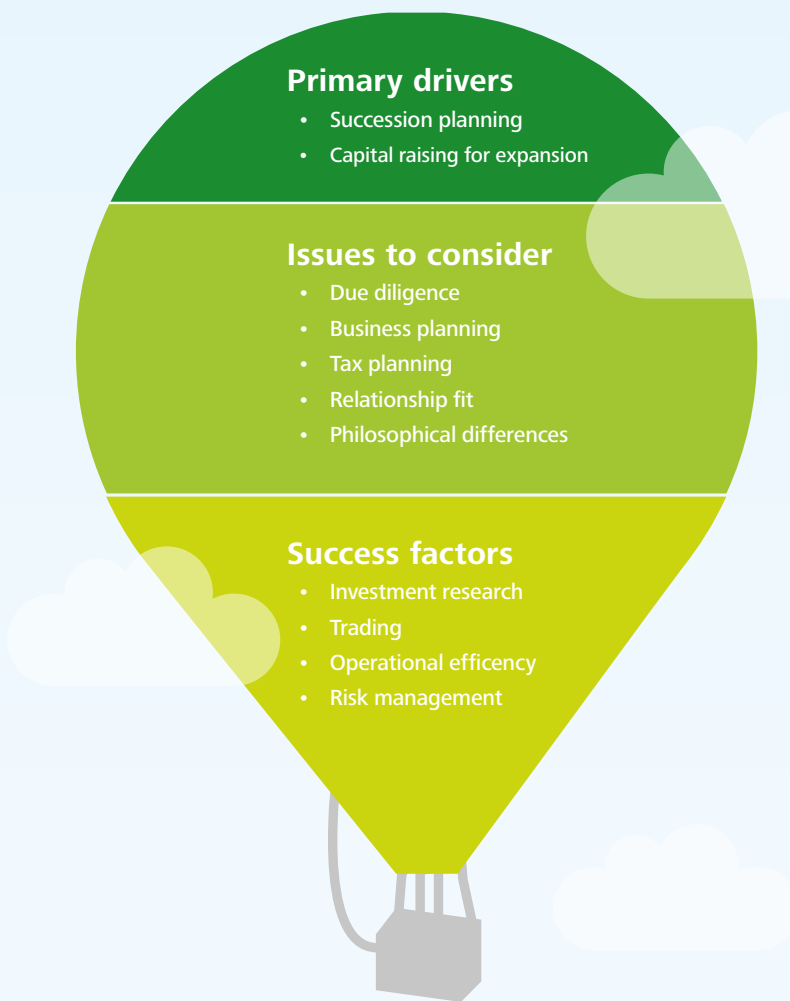 Primary drivers
• Succession planning
• Capital raising for expansion
Issues to consider
• Due diligence
• Business planning
• Tax planning
• Relationship fit
• Philosophical differences
Success factors
• Investment research
• Trading
• Operational efficency
• Risk management